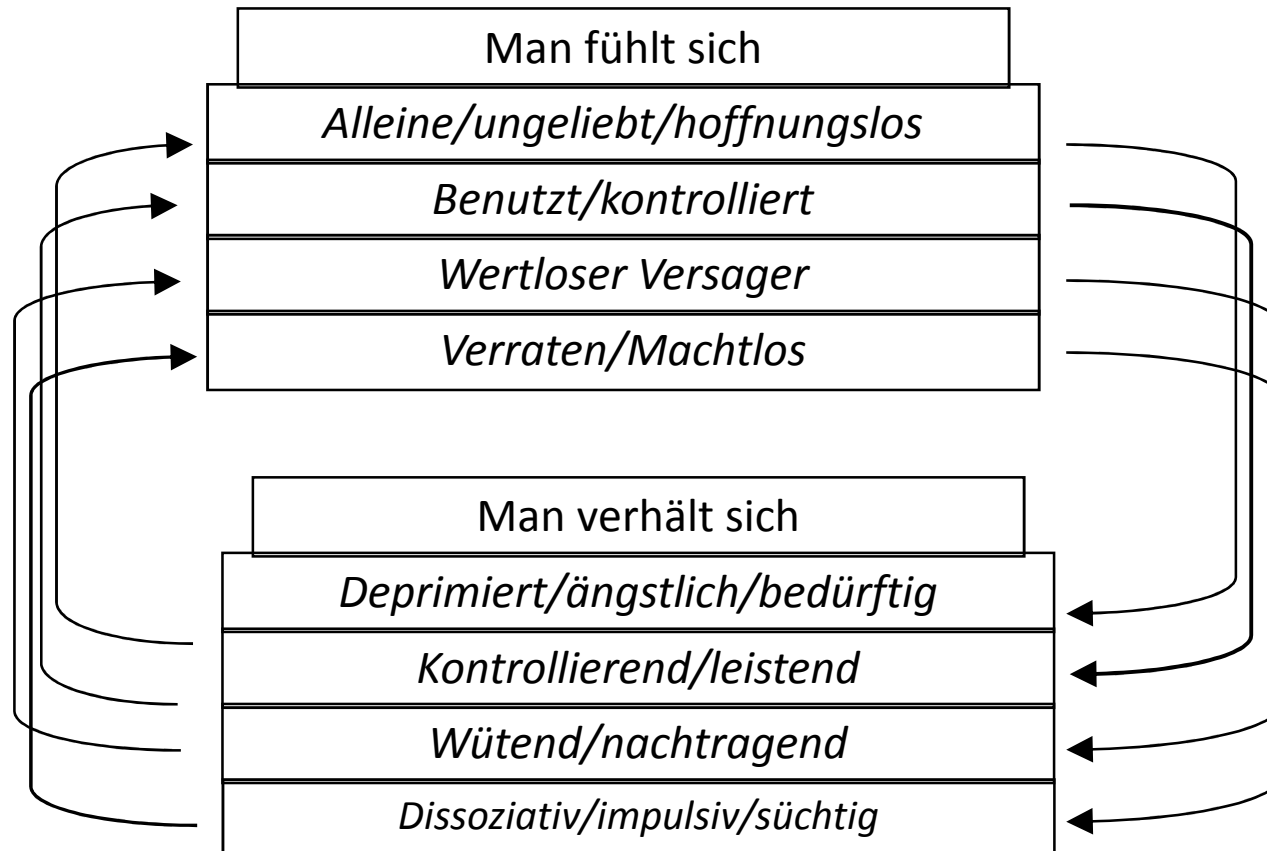 Man fühlt sich
Alleine/ungeliebt/hoffnungslos
Benutzt/kontrolliert
Wertloser Versager
Verraten/Machtlos
Man verhält sich
Deprimiert/ängstlich/bedürftig
Kontrollierend/leistend
Wütend/nachtragend
Dissoziativ/impulsiv/süchtig